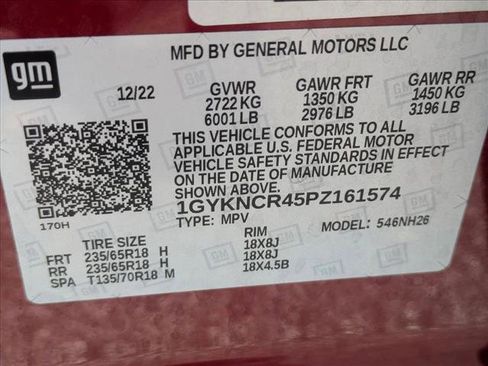 gm
MFD BY GENERAL MOTORS LLC
12/22 GVWR GAWR FRT GAWR RR
2722 KG 1350 KG 1450 KG
6001 LB 2976 LB 3196 LB
THIS VEHICLE CONFORMS TO ALL
APPLICABLE U.S. FEDERAL MOTOR
VEHICLE SAFETY STANDARDS IN EFFECT
ON THE DATE OF MANUFACTURE
SHOWN ABOVE.
1GYKNCR45PZ161574
170H
TYPE: MPV MODEL: 546NH26
TIRE SIZE RIM
FRT 235/65R18 H 18X8J
RR 235/65R18 H 18X8J
SPA T135/70R18 M 18X4.5B